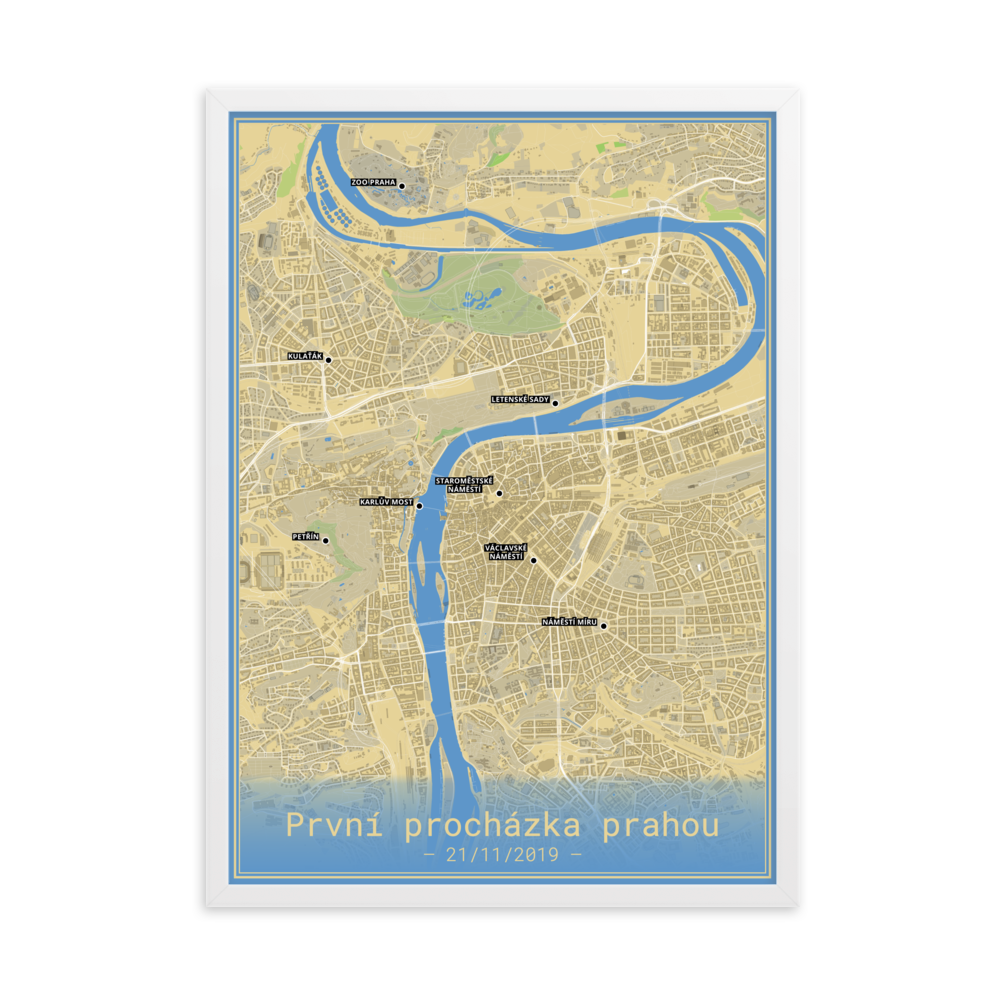 ZOO PRAHA
KULAŤÁK
LETENSKÉ SADY
STAROMĚSTSKÉ
NÁMĚSTÍ
KARLŮV MOST
PETŘÍN
VÁCLAVSKÉ
NÁMĚSTÍ
NÁMĚSTÍ MÍRU
První procházka prahou
— 21/11/2019 —